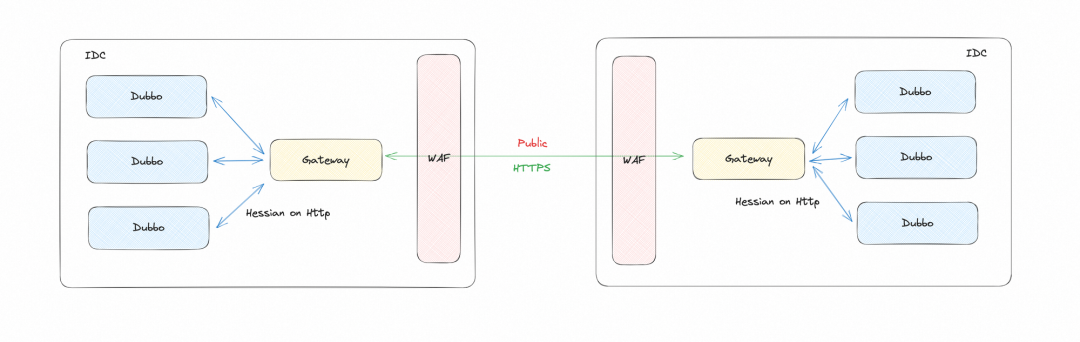 IDC
Dubbo
Dubbo
Dubbo
Gateway
Hessian on Http
WAF
Public
HTTPS
WAF
IDC
Gateway
Hessian on Http
Dubbo
Dubbo
Dubbo